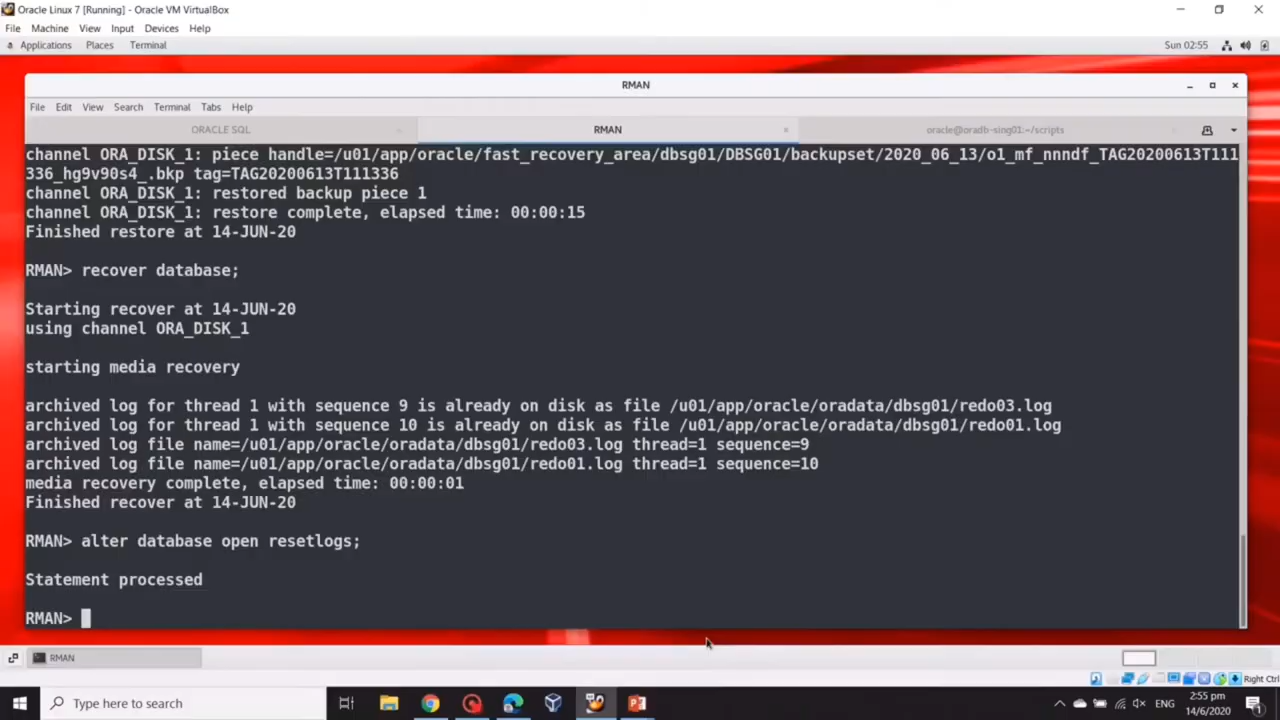 Oracle Linux 7 [Running] - Oracle VM VirtualBox
File Machine View Input Devices Help
Applications Places Terminal Sun 02:55
RMAN
File Edit View Search Terminal Tabs Help
ORACLE SQL RMAN oracle@oradb-sing01:~/scripts
channel ORA_DISK_1: piece handle=/u01/app/oracle/fast_recovery_area/dbsg01/DBSG01/backupset/2020_06_13/o1_mf_nnndf_TAG20200613T111
336_hg9v90s4_.bkp tag=TAG20200613T111336
channel ORA_DISK_1: restored backup piece 1
channel ORA_DISK_1: restore complete, elapsed time: 00:00:15
Finished restore at 14-JUN-20
RMAN> recover database;
Starting recover at 14-JUN-20
using channel ORA_DISK_1
starting media recovery
archived log for thread 1 with sequence 9 is already on disk as file /u01/app/oracle/oradata/dbsg01/redo03.log
archived log for thread 1 with sequence 10 is already on disk as file /u01/app/oracle/oradata/dbsg01/redo01.log
archived log file name=/u01/app/oracle/oradata/dbsg01/redo03.log thread=1 sequence=9
archived log file name=/u01/app/oracle/oradata/dbsg01/redo01.log thread=1 sequence=10
media recovery complete, elapsed time: 00:00:01
Finished recover at 14-JUN-20
RMAN> alter database open resetlogs;
Statement processed
RMAN>
RMAN
Right Ctrl
Type here to search
ENG
2:55 pm
14/6/2020